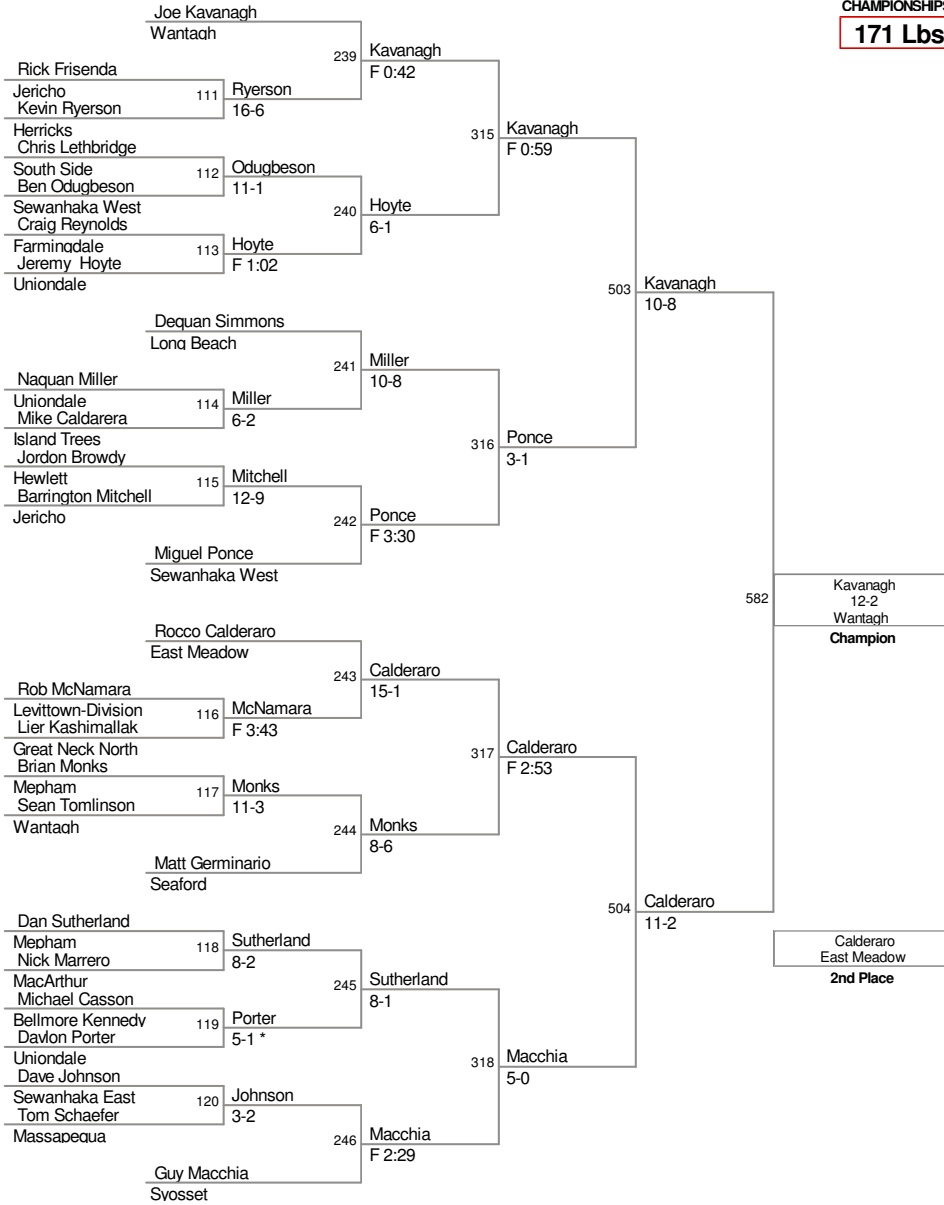 CHAMPIONSHIPS
171 Lbs
Joe Kavanagh
Wantagh
239 Kavanagh
F 0:42
Rick Frisenda
Jericho
111 Ryerson
Kevin Ryerson
16-6
Herricks
315 Kavanagh
F 0:59
Chris Lethbridge
South Side
112 Odugbeson
Ben Odugbeson
11-1
Sewanhaka West
240 Hoyte
6-1
Craig Reynolds
Farmingdale
113 Hoyte
Jeremy Hoyte
F 1:02
Uniondale
503 Kavanagh
10-8
Dequan Simmons
Long Beach
241 Miller
10-8
Naquan Miller
Uniondale
114 Miller
Mike Caldarera
6-2
Island Trees
316 Ponce
3-1
Jordon Browdy
Hewlett
115 Mitchell
Barrington Mitchell
12-9
Jericho
242 Ponce
F 3:30
Miguel Ponce
Sewanhaka West
582
Kavanagh
12-2
Wantagh
Champion
Rocco Calderaro
East Meadow
243 Calderaro
15-1
Rob McNamara
Levittown-Division
116 McNamara
Lier Kashimallak
F 3:43
Great Neck North
317 Calderaro
F 2:53
Brian Monks
Mepham
117 Monks
Sean Tomlinson
11-3
Wantagh
244 Monks
8-6
Matt Germinario
Seaford
504 Calderaro
11-2
Dan Sutherland
Mepham
118 Sutherland
Nick Marrero
8-2
MacArthur
245 Sutherland
8-1
Michael Casson
Bellmore Kennedy
119 Porter
Davlon Porter
5-1 *
Uniondale
318 Macchia
5-0
Dave Johnson
Sewanhaka East
120 Johnson
Tom Schaefer
3-2
Massapequa
246 Macchia
F 2:29
Guy Macchia
Syosset
Calderaro
East Meadow
2nd Place